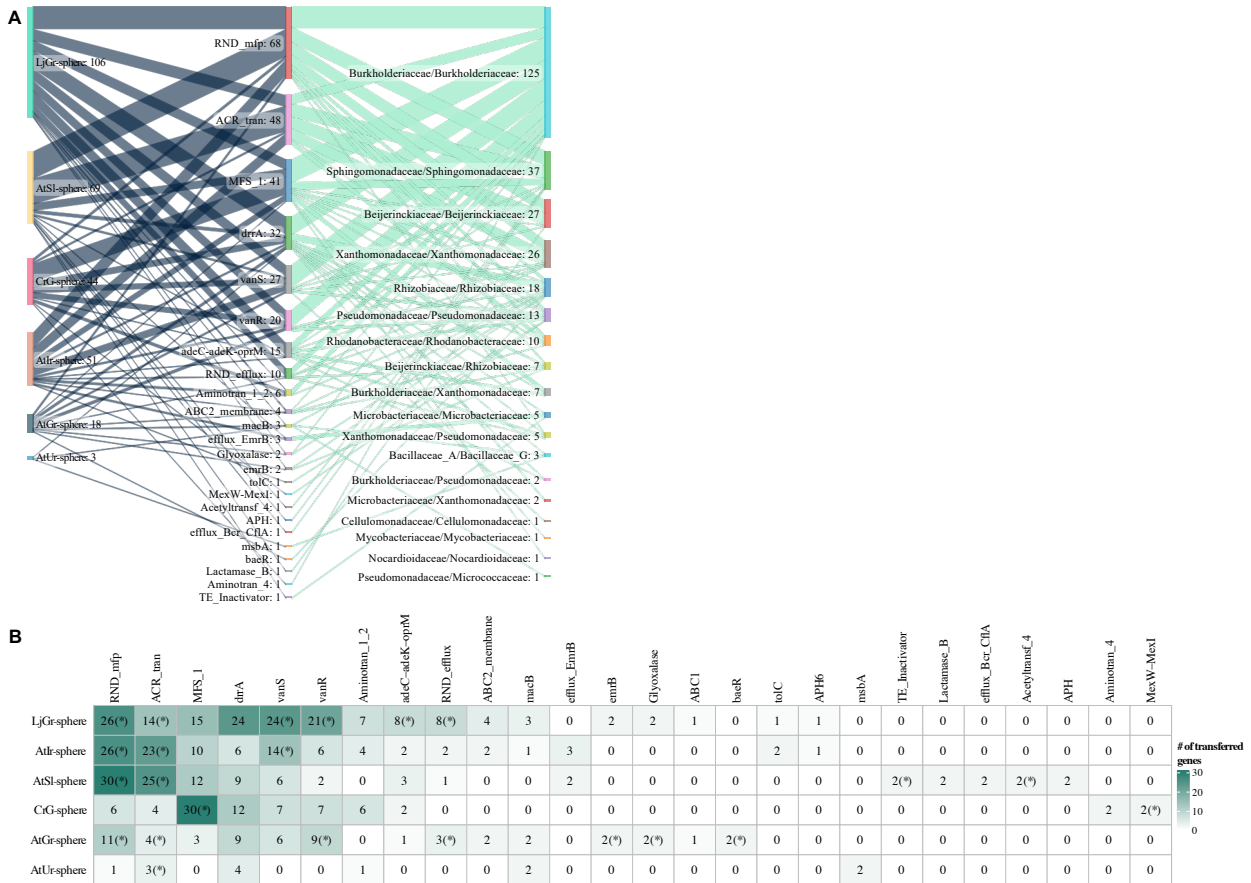 A
LjGr-sphere: 106
AtSl-sphere: 69
CrG-sphere: 44
AtIr-sphere: 51
AtGr-sphere: 18
AtUr-sphere: 3
RND_mfp: 68
ACR_tran: 48
MFS_1: 41
drrA: 32
vanS: 27
vanR: 20
adeC-adeK-oprM: 15
RND_efflux: 10
Aminotran_1_2: 6
ABC2_membrane: 4
macB: 3
efflux_EmrB: 3
Glyoxalase: 2
emrB: 2
tolC: 1
MexW-MexI: 1
Acetyltransf_4: 1
APH: 1
efflux_Bcr_CflA: 1
msbA: 1
baeR: 1
Lactamase_B: 1
Aminotran_4: 1
TE_Inactivator: 1
Burkholderiaceae/Burkholderiaceae: 125
Sphingomonadaceae/Sphingomonadaceae: 37
Beijerinckiaceae/Beijerinckiaceae: 27
Xanthomonadaceae/Xanthomonadaceae: 26
Rhizobiaceae/Rhizobiaceae: 18
Pseudomonadaceae/Pseudomonadaceae: 13
Rhodanobacteraceae/Rhodanobacteraceae: 10
Beijerinckiaceae/Rhizobiaceae: 7
Burkholderiaceae/Xanthomonadaceae: 7
Microbacteriaceae/Microbacteriaceae: 5
Xanthomonadaceae/Pseudomonadaceae: 5
Bacillaceae_A/Bacillaceae_G: 3
Burkholderiaceae/Pseudomonadaceae: 2
Microbacteriaceae/Xanthomonadaceae: 2
Cellulomonadaceae/Cellulomonadaceae: 1
Mycobacteriaceae/Mycobacteriaceae: 1
Nocardioidaceae/Nocardioidaceae: 1
Pseudomonadaceae/Micrococcaceae: 1
B
RND_mfp ACR_tran MFS_1 drrA vanS vanR Aminotran_1_2 adeC-adeK-oprM RND_efflux ABC2_membrane macB efflux_EmrB emrB Glyoxalase ABC1 baeR tolC APH6 msbA TE_Inactivator Lactamase_B efflux_Bcr_CflA Acetyltransf_4 APH Aminotran_4 MexW-MexI
LjGr-sphere 26(*) 14(*) 15 24 24(*) 21(*) 7 8(*) 8(*) 4 3 0 2 2 1 0 1 1 0 0 0 0 0 0 0 0
AtIr-sphere 26(*) 23(*) 10 6 14(*) 6 4 2 2 2 1 3 0 0 0 0 2 1 0 0 0 0 0 0 0 0
AtSl-sphere 30(*) 25(*) 12 9 6 2 0 3 1 0 0 2 0 0 0 0 0 0 0 2(*) 2 2 2(*) 2 0 0
CrG-sphere 6 4 30(*) 12 7 7 6 2 0 0 0 0 0 0 0 0 0 0 0 0 0 0 0 0 2 2(*)
AtGr-sphere 11(*) 4(*) 3 9 6 9(*) 0 1 3(*) 2 2 0 2(*) 2(*) 1 2(*) 0 0 0 0 0 0 0 0 0 0
AtUr-sphere 1 3(*) 4 0 0 0 1 0 0 0 2 0 0 0 0 0 0 0 2 0 0 0 0 0 0 0
# of transferred
genes
30
20
10
0